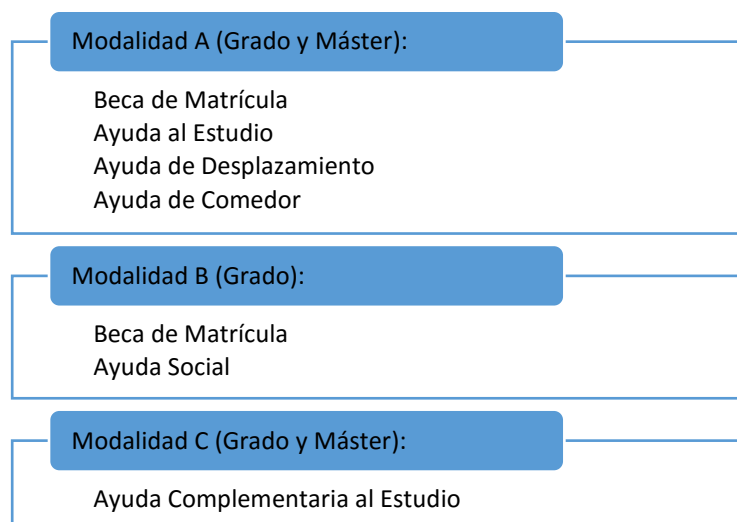 Modalidad A (Grado y Máster):
Beca de Matrícula
Ayuda al Estudio
Ayuda de Desplazamiento
Ayuda de Comedor
Modalidad B (Grado):
Beca de Matrícula
Ayuda Social
Modalidad C (Grado y Máster):
Ayuda Complementaria al Estudio